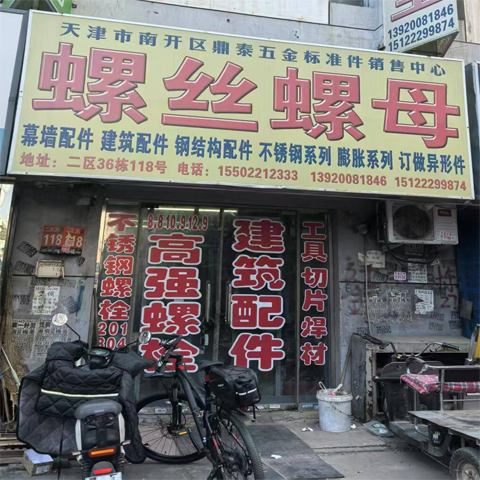 13920081846
15122299874
天津市南开区鼎泰五金标准件销售中心
螺丝螺母
幕墙配件 建筑配件 钢结构配件 不锈钢系列 膨胀系列 订做异形件
地址：二区36栋118号 电话：15502212333 13920081846 15122299874
118
118
不锈钢螺栓201
304
8.8 10.9 12.9
高强螺栓
建筑配件
工具切片焊材